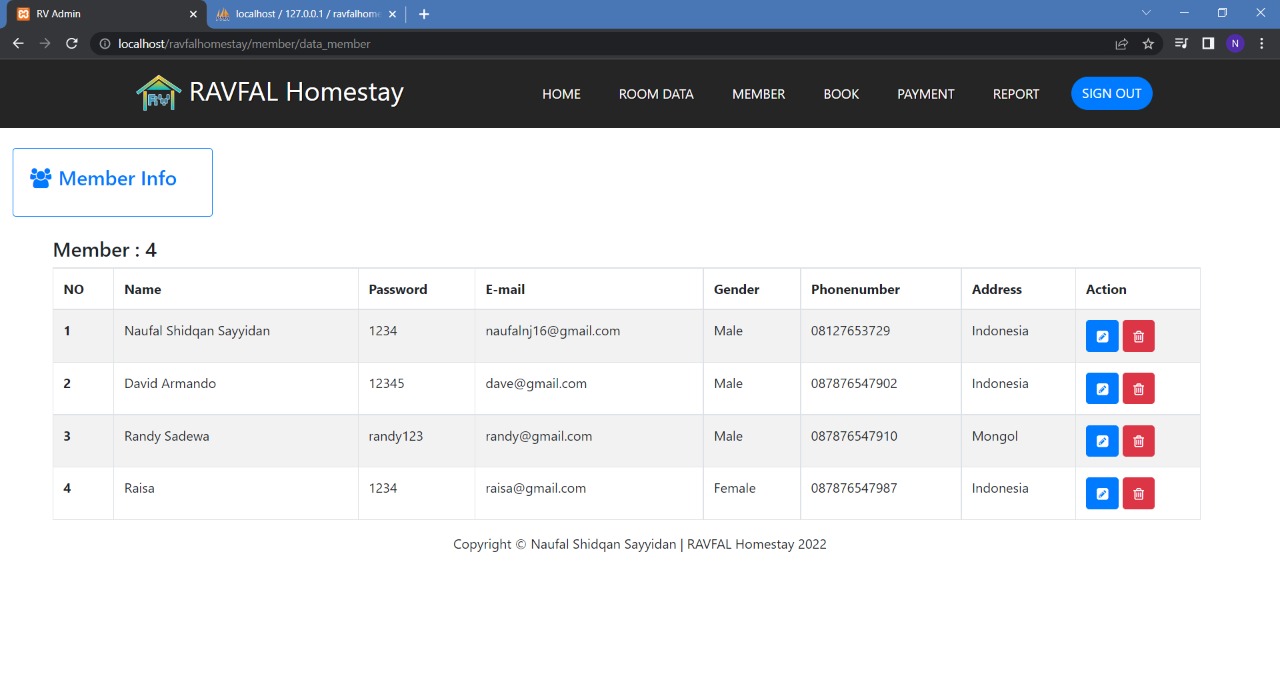 RV Admin
localhost / 127.0.0.1 / ravfalhome
localhost/ravfalhomestay/member/data_member
N
RV RAVFAL Homestay
HOME ROOM DATA MEMBER BOOK PAYMENT REPORT SIGN OUT
Member Info
Member : 4
NO Name Password E-mail Gender Phonenumber Address Action
1 Naufal Shidqan Sayyidan 1234 naufalnj16@gmail.com Male 08127653729 Indonesia
2 David Armando 12345 dave@gmail.com Male 087876547902 Indonesia
3 Randy Sadewa randy123 randy@gmail.com Male 087876547910 Mongol
4 Raisa 1234 raisa@gmail.com Female 087876547987 Indonesia
Copyright © Naufal Shidqan Sayyidan | RAVFAL Homestay 2022